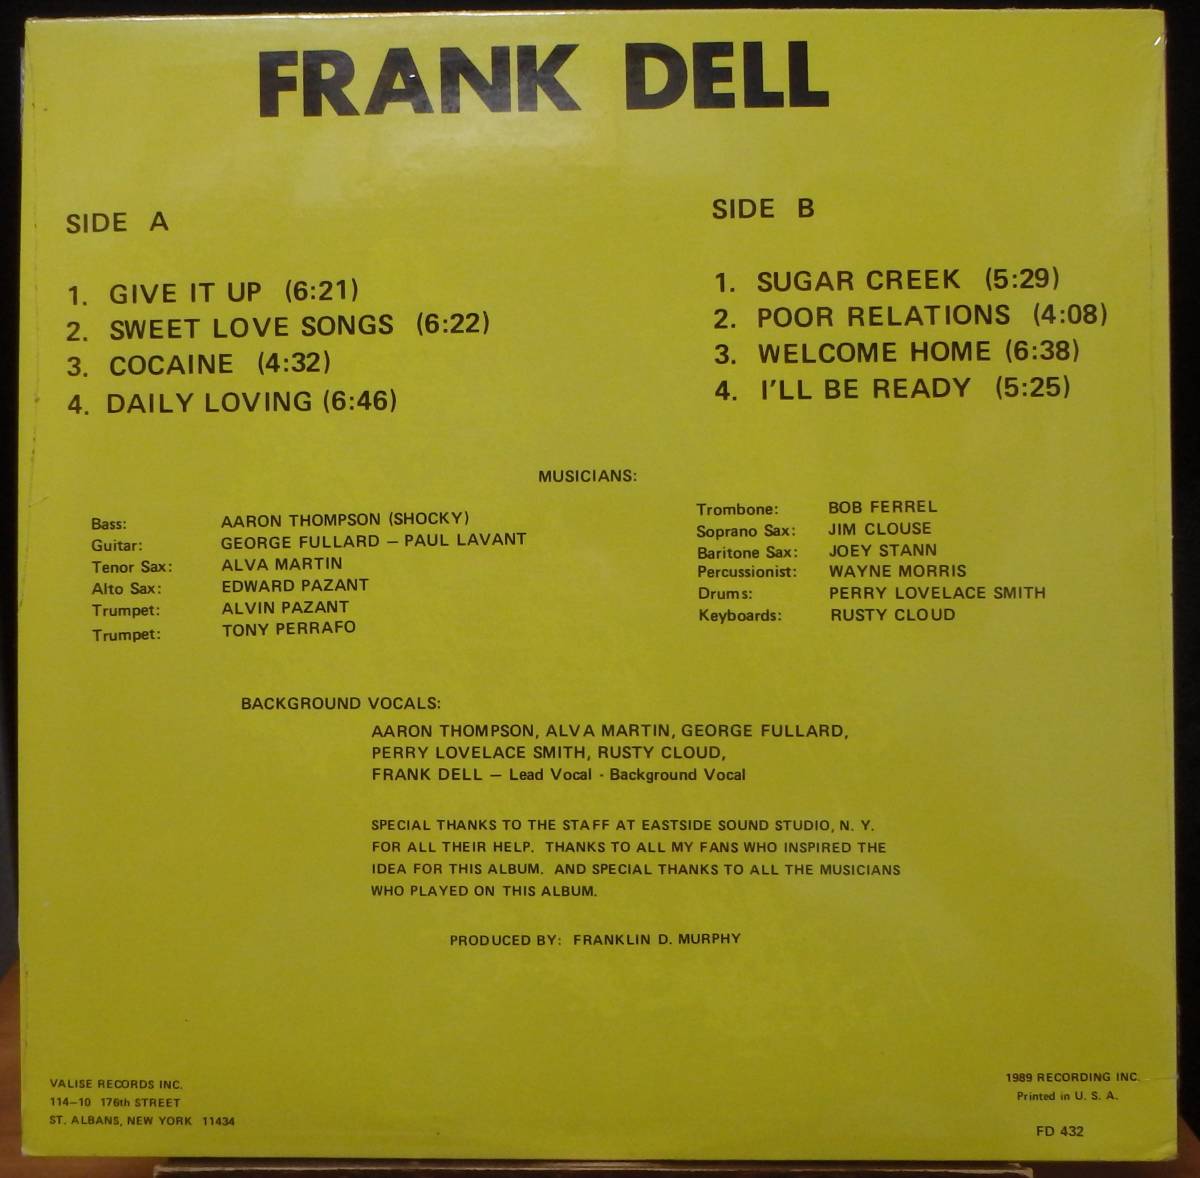 FRANK DELL
SIDE A
1. GIVE IT UP (6:21)
2. SWEET LOVE SONGS (6:22)
3. COCAINE (4:32)
4. DAILY LOVING (6:46)
SIDE B
1. SUGAR CREEK (5:29)
2. POOR RELATIONS (4:08)
3. WELCOME HOME (6:38)
4. I'LL BE READY (5:25)
MUSICIANS:
Bass: AARON THOMPSON (SHOCKY)
Guitar: GEORGE FULLARD – PAUL LAVANT
Tenor Sax: ALVA MARTIN
Alto Sax: EDWARD PAZANT
Trumpet: ALVIN PAZANT
Trumpet: TONY PERRAFO
Trombone: BOB FERREL
Soprano Sax: JIM CLOUSE
Baritone Sax: JOEY STANN
Percussionist: WAYNE MORRIS
Drums: PERRY LOVELACE SMITH
Keyboards: RUSTY CLOUD
BACKGROUND VOCALS:
AARON THOMPSON, ALVA MARTIN, GEORGE FULLARD,
PERRY LOVELACE SMITH, RUSTY CLOUD,
FRANK DELL – Lead Vocal - Background Vocal
SPECIAL THANKS TO THE STAFF AT EASTSIDE SOUND STUDIO, N. Y.
FOR ALL THEIR HELP. THANKS TO ALL MY FANS WHO INSPIRED THE
IDEA FOR THIS ALBUM. AND SPECIAL THANKS TO ALL THE MUSICIANS
WHO PLAYED ON THIS ALBUM.
PRODUCED BY: FRANKLIN D. MURPHY
VALISE RECORDS INC.
114–10 176th STREET
ST. ALBANS, NEW YORK 11434
1989 RECORDING INC.
Printed in U. S. A.
FD 432